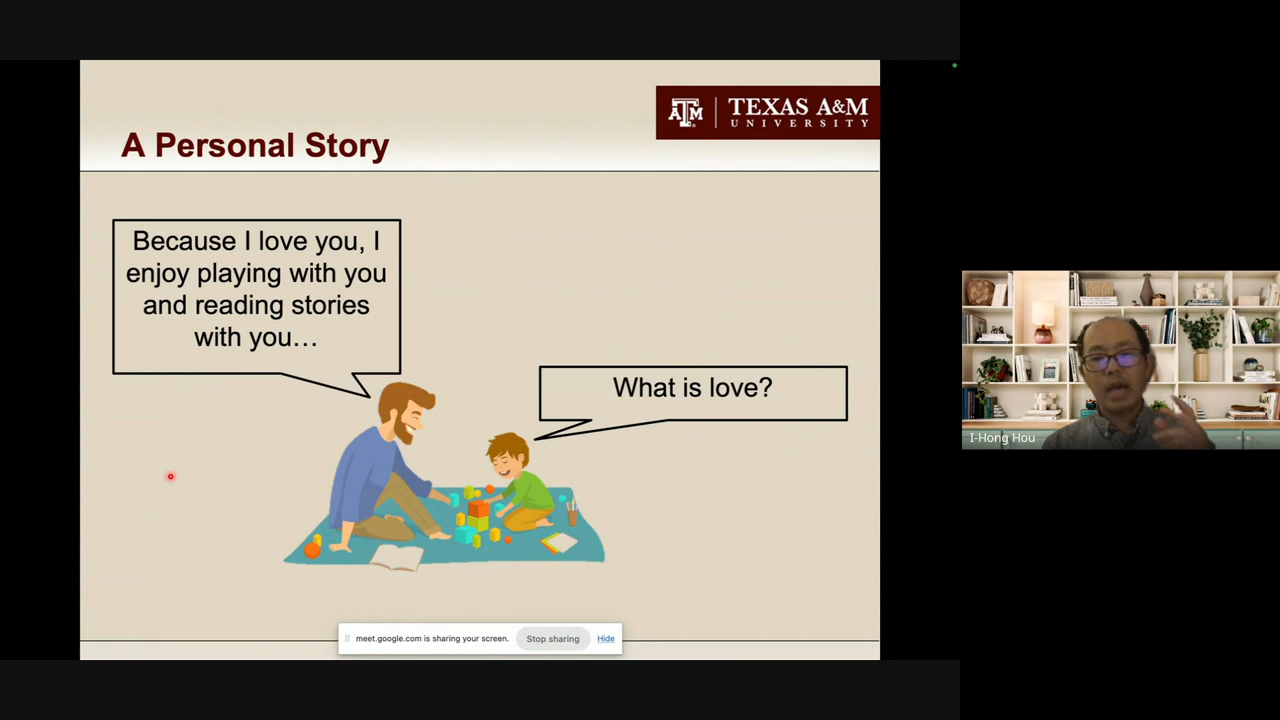 TEXAS A&M
UNIVERSITY
A Personal Story
Because I love you, I
enjoy playing with you
and reading stories
with you…
What is love?
I-Hong Hou
meet.google.com is sharing your screen.
Stop sharing
Hide